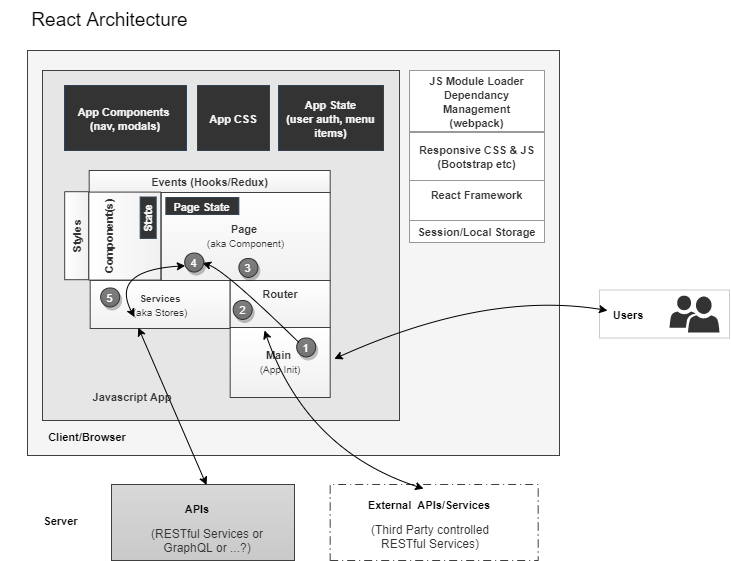 React Architecture
App Components
(nav, modals)
App CSS
App State
(user auth, menu
items)
JS Module Loader
Dependancy
Management
(webpack)
Responsive CSS & JS
(Bootstrap etc)
React Framework
Session/Local Storage
Events (Hooks/Redux)
Styles
Component(s)
State
Page State
Page
(aka Component)
4
3
5
Services
(aka Stores)
Router
2
1
Main
(App Init)
Javascript App
Client/Browser
Users
Server
APIs
(RESTful Services or
GraphQL or ...?)
External APIs/Services
(Third Party controlled
RESTful Services)